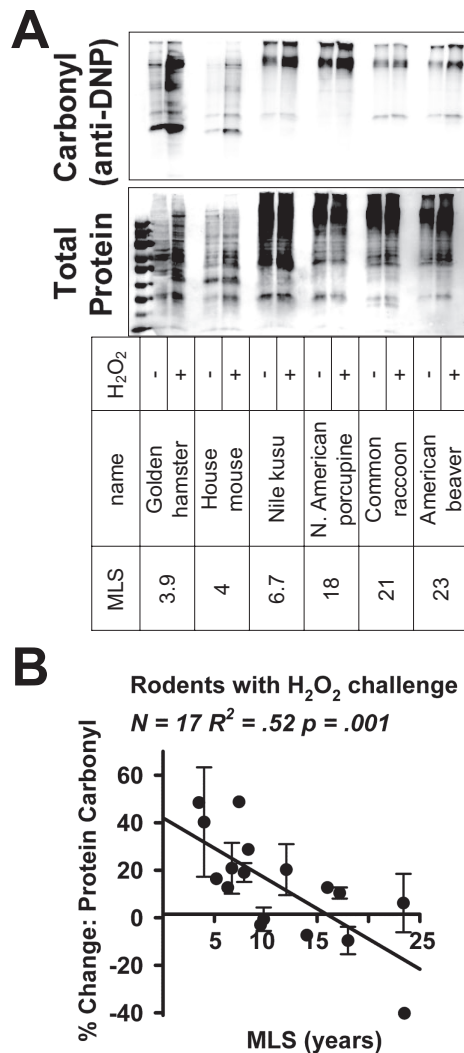 A
Carbonyl
(anti-DNP)
Total
Protein
H₂O₂ - + - + - + - + - + - +
name Golden hamster House mouse Nile kusu N. American porcupine Common raccoon American beaver
MLS 3.9 4 6.7 18 21 23
B
Rodents with H₂O₂ challenge
N = 17 R² = .52 p = .001
% Change: Protein Carbonyl
60
40
20
0
-20
-40
5 10 15 25
MLS (years)